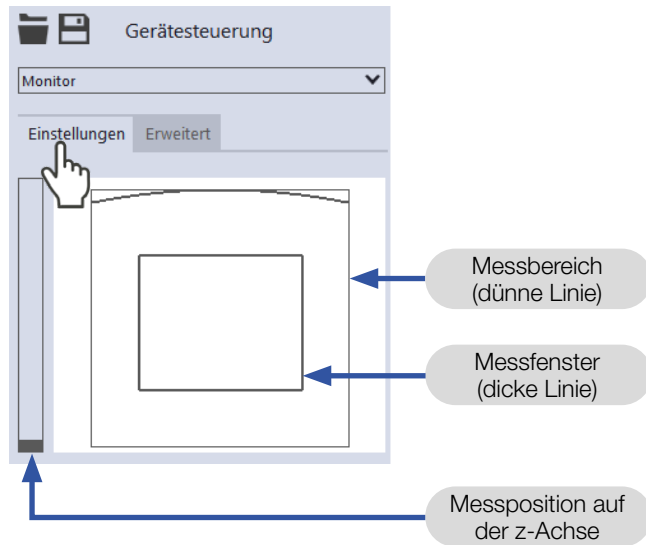 Gerätesteuerung
Monitor
Einstellungen Erweitert
Messbereich
(dünne Linie)
Messfenster
(dicke Linie)
Messposition auf
der z-Achse